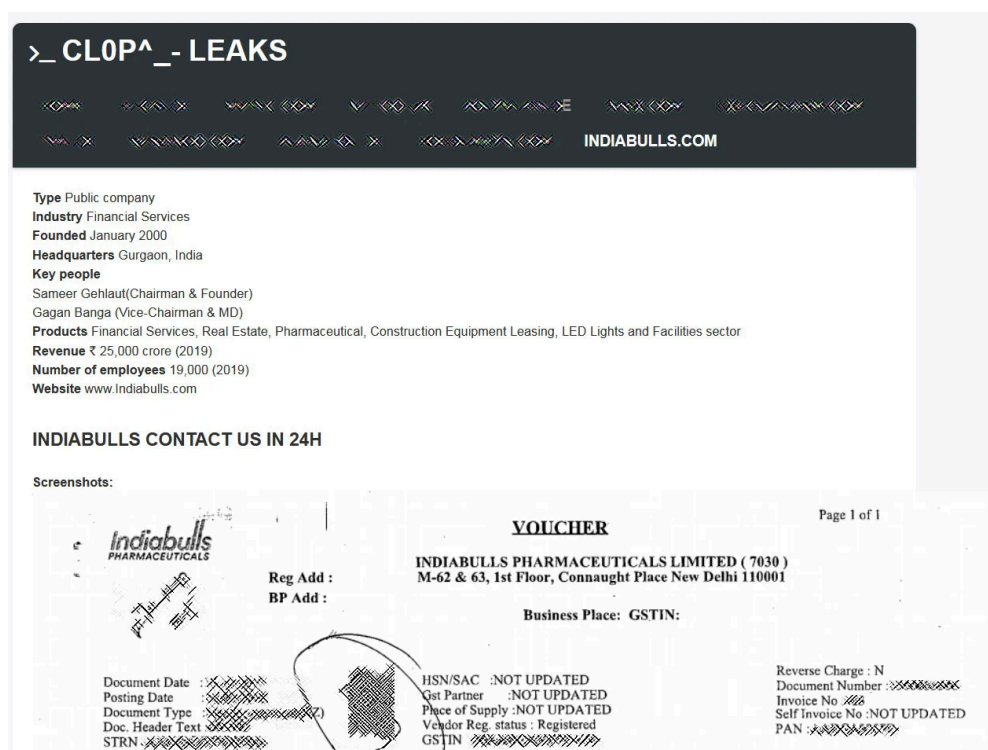 >_ CL0P^_- LEAKS
INDIABULLS.COM
Type Public company
Industry Financial Services
Founded January 2000
Headquarters Gurgaon, India
Key people
Sameer Gehlaut(Chairman & Founder)
Gagan Banga (Vice-Chairman & MD)
Products Financial Services, Real Estate, Pharmaceutical, Construction Equipment Leasing, LED Lights and Facilities sector
Revenue ₹ 25,000 crore (2019)
Number of employees 19,000 (2019)
Website www.Indiabulls.com
INDIABULLS CONTACT US IN 24H
Screenshots:
Indiabulls
PHARMACEUTICALS
VOUCHER
Page 1 of 1
INDIABULLS PHARMACEUTICALS LIMITED ( 7030 )
Reg Add : M-62 & 63, 1st Floor, Connaught Place New Delhi 110001
BP Add :
Business Place: GSTIN:
Document Date :
Posting Date :
Document Type :
Doc. Header Text :
STRN :
HSN/SAC :NOT UPDATED
Gst Partner :NOT UPDATED
Place of Supply :NOT UPDATED
Vendor Reg. status : Registered
GSTIN
Reverse Charge : N
Document Number :
Invoice No :
Self Invoice No :NOT UPDATED
PAN :